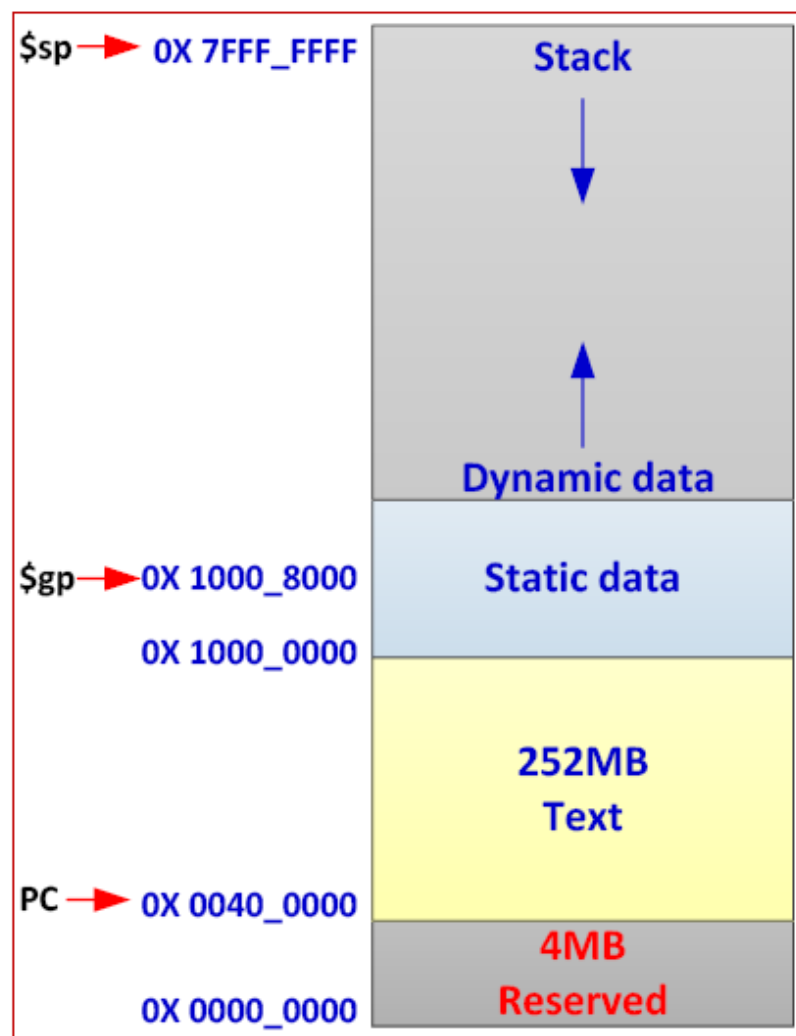 $sp 0X 7FFF_FFFF Stack
Dynamic data
$gp 0X 1000_8000 Static data
0X 1000_0000
252MB
Text
PC 0X 0040_0000
4MB
Reserved
0X 0000_0000